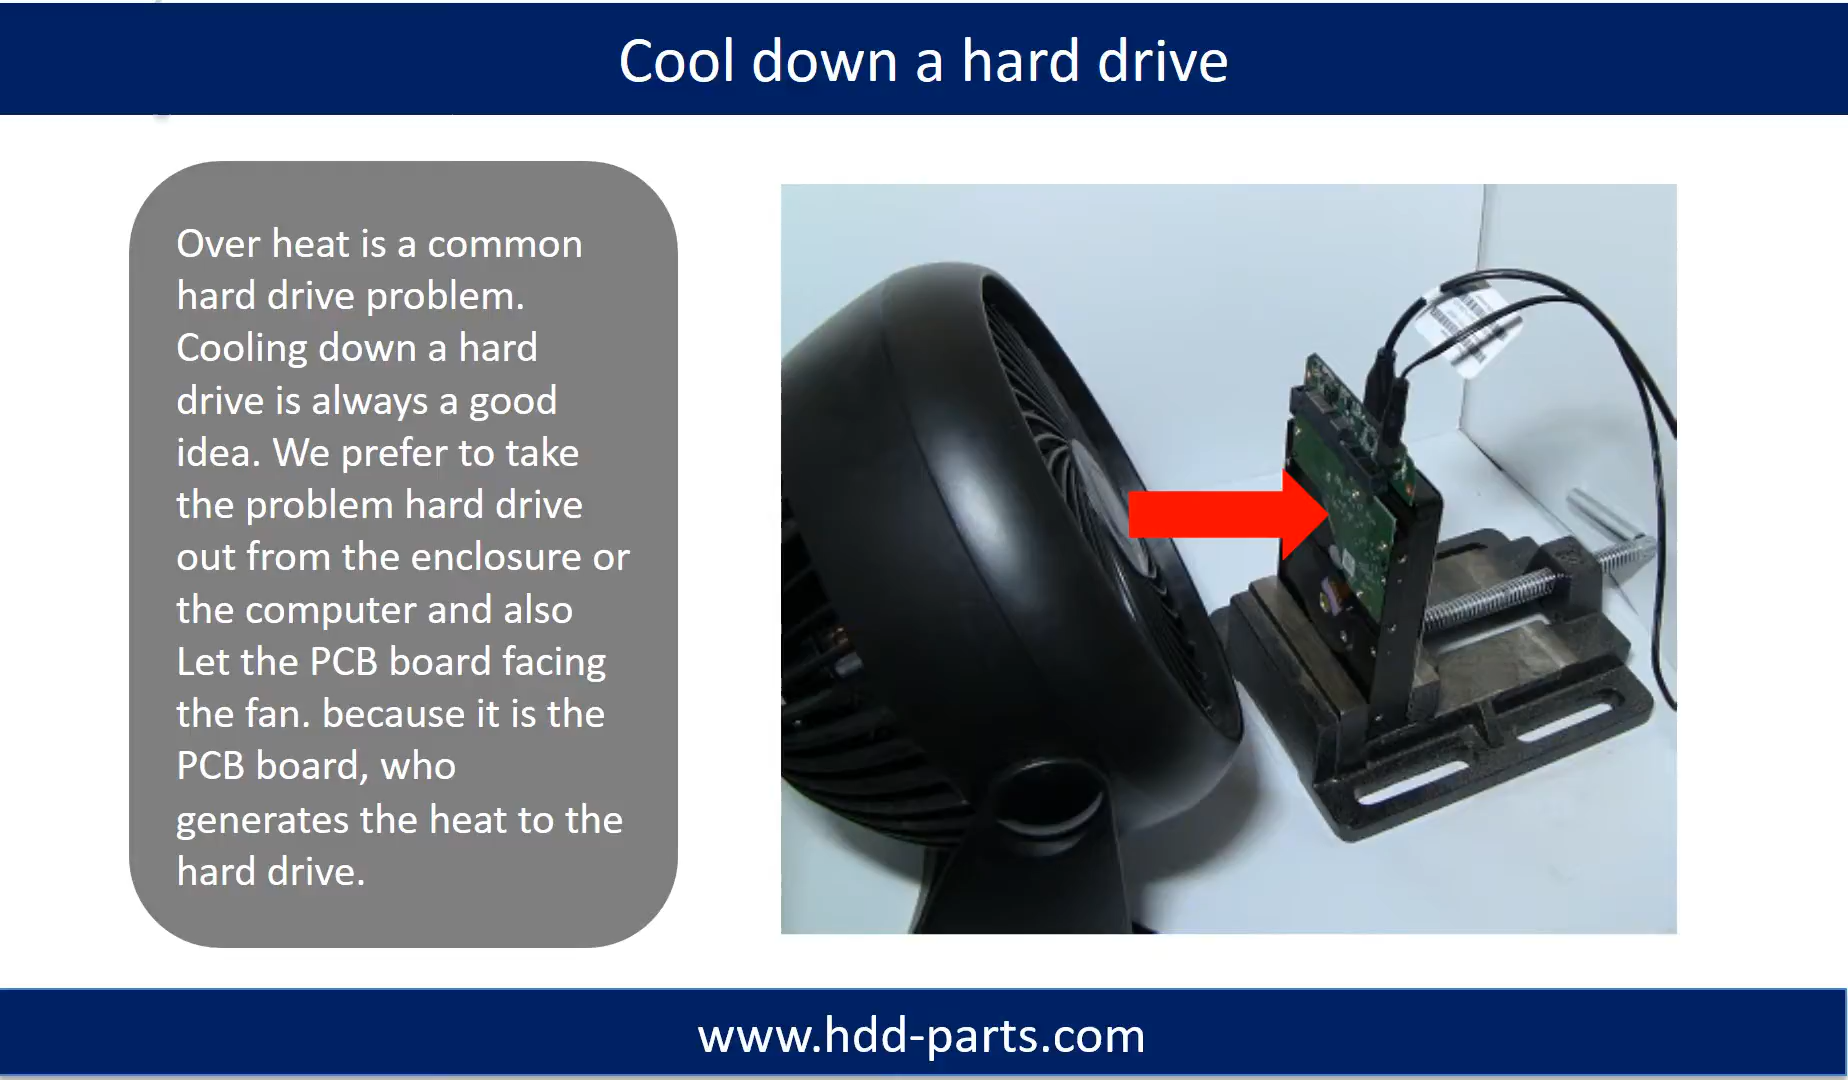 Cool down a hard drive
Over heat is a common
hard drive problem.
Cooling down a hard
drive is always a good
idea. We prefer to take
the problem hard drive
out from the enclosure or
the computer and also
Let the PCB board facing
the fan. because it is the
PCB board, who
generates the heat to the
hard drive.
www.hdd-parts.com